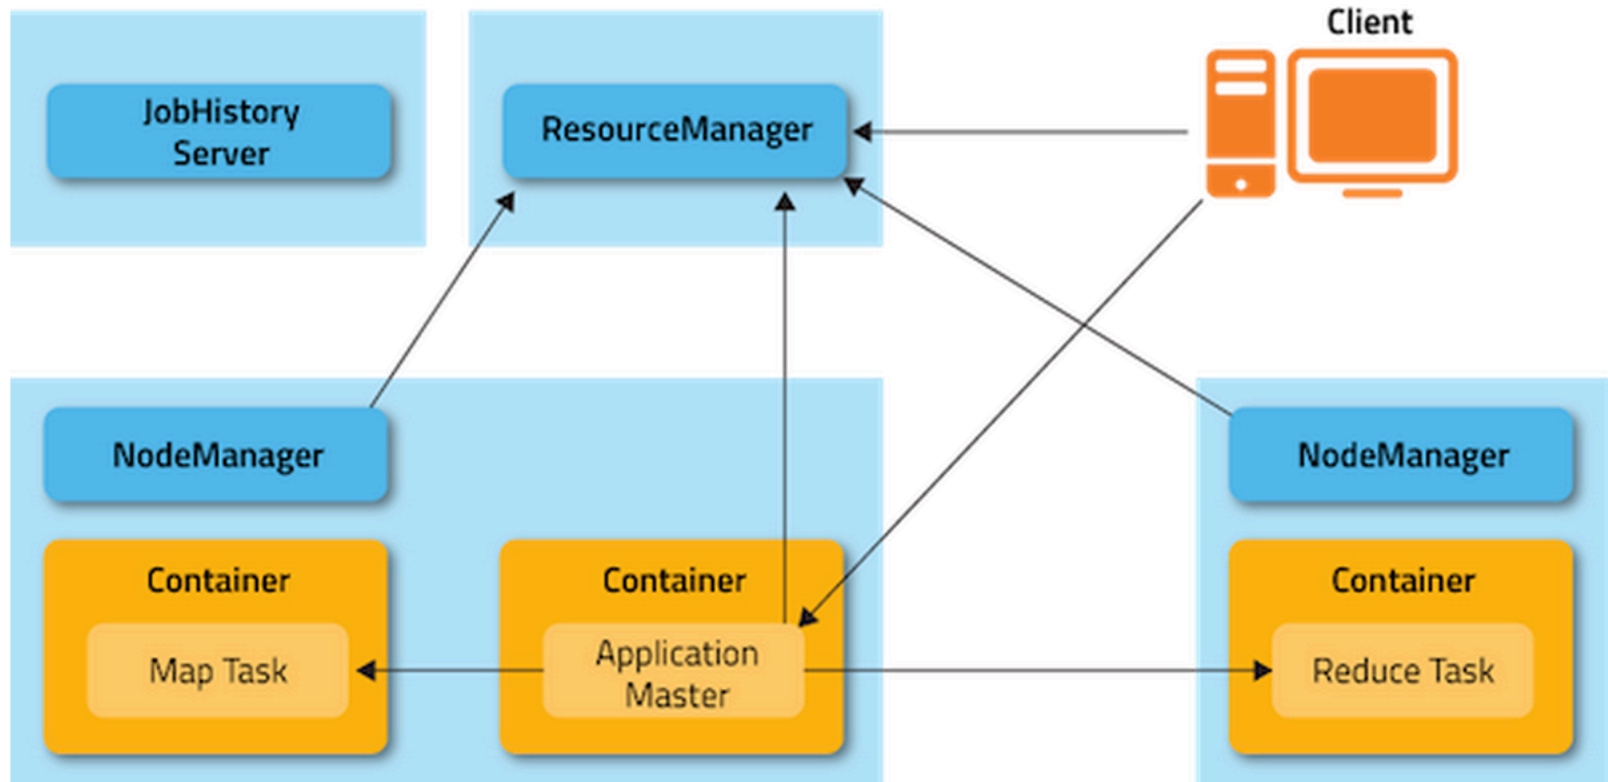 Client
JobHistory
Server
ResourceManager
NodeManager
NodeManager
Container
Container
Container
Map Task
Application
Master
Reduce Task